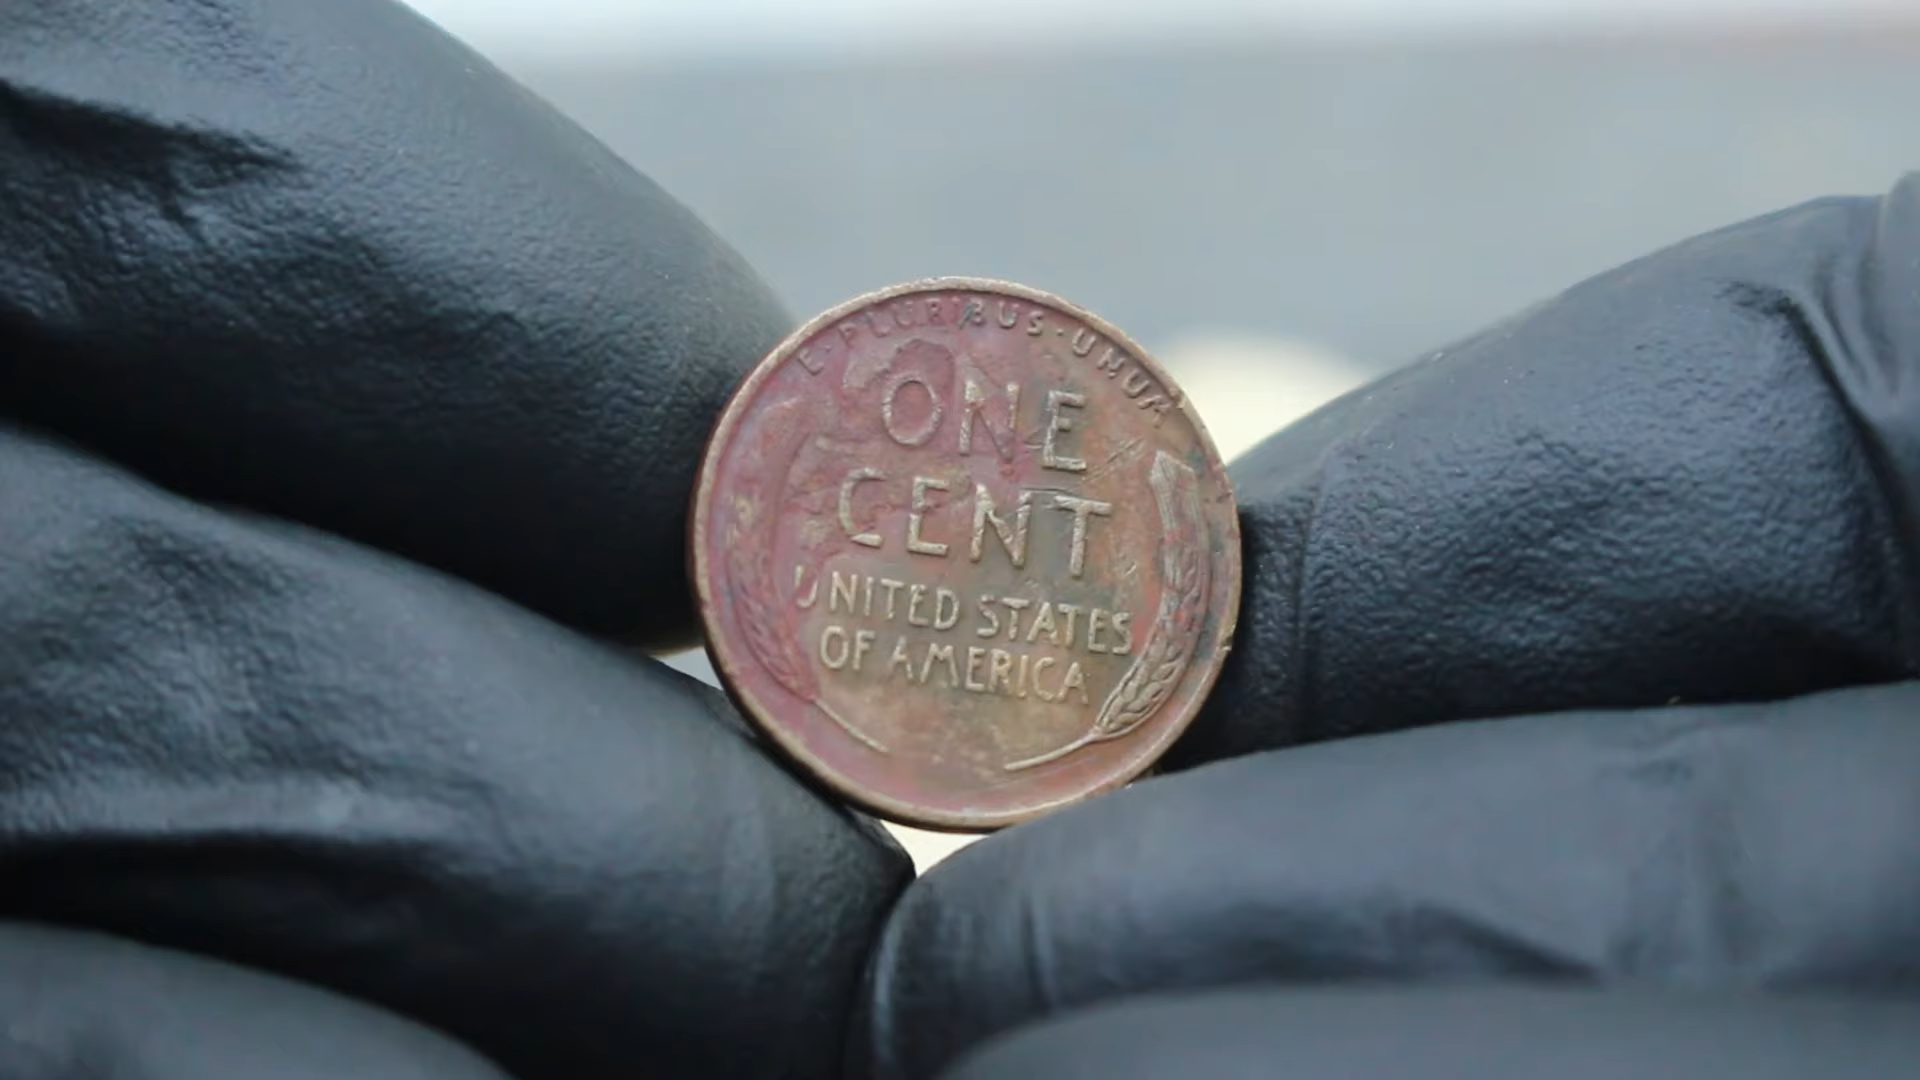 E·PLURIBUS·UNUM
ONE
CENT
UNITED STATES
OF AMERICA